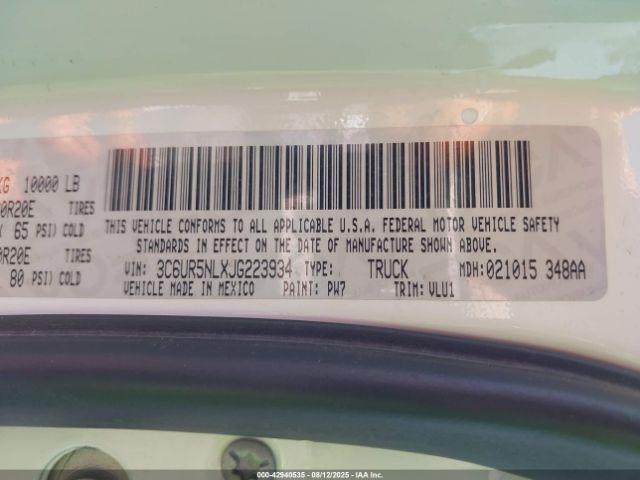 KG 10000 LB
0R20E TIRES
65 PSI) COLD
0R20E TIRES
80 PSI) COLD
THIS VEHICLE CONFORMS TO ALL APPLICABLE U.S.A. FEDERAL MOTOR VEHICLE SAFETY
STANDARDS IN EFFECT ON THE DATE OF MANUFACTURE SHOWN ABOVE.
VIN: 3C6UR5NLXJG223934 TYPE: TRUCK MDH:021015 348AA
VEHICLE MADE IN MEXICO PAINT: PW7 TRIM: VLU1
000-42940535 - 08/12/2025 - IAAI.COM